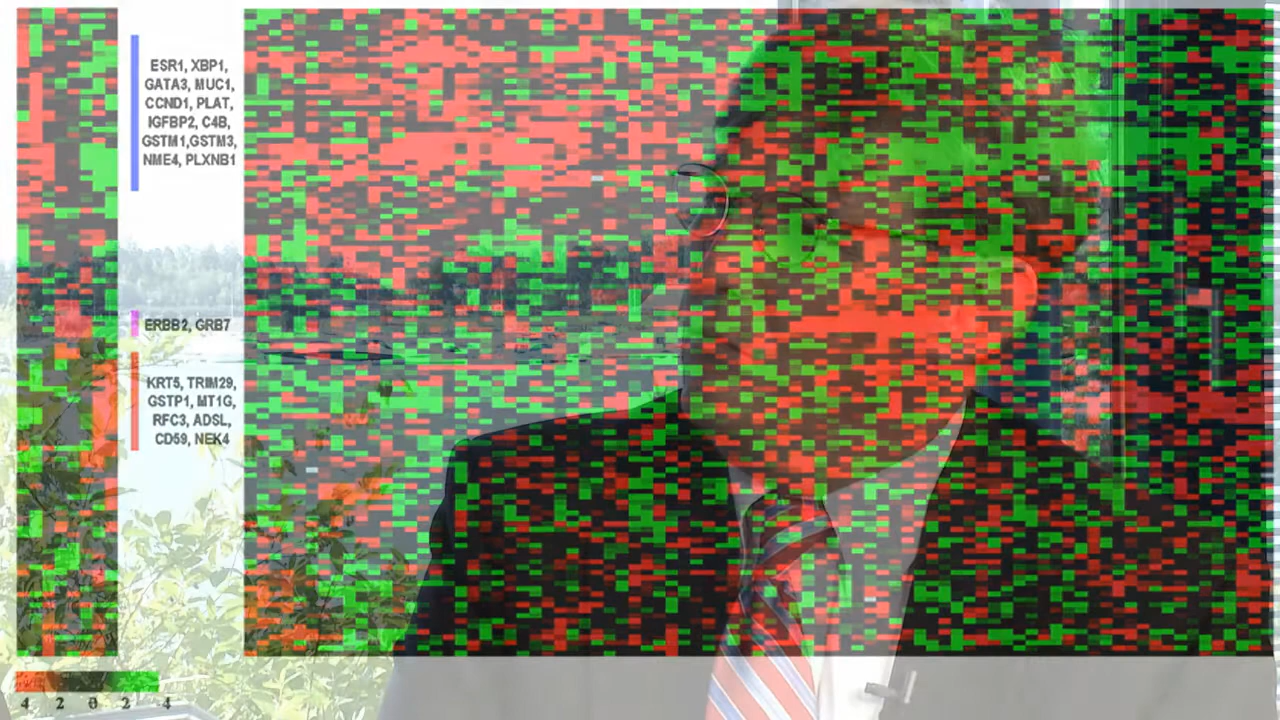 ESR1, XBP1,
GATA3, MUC1,
CCND1, PLAT,
IGFBP2, C4B,
GSTM1,GSTM3,
NME4, PLXNB1
ERBB2, GRB7
KRT5, TRIM29,
GSTP1, MT1G,
RFC3, ADSL,
CD59, NEK4
4 2 0 2 4